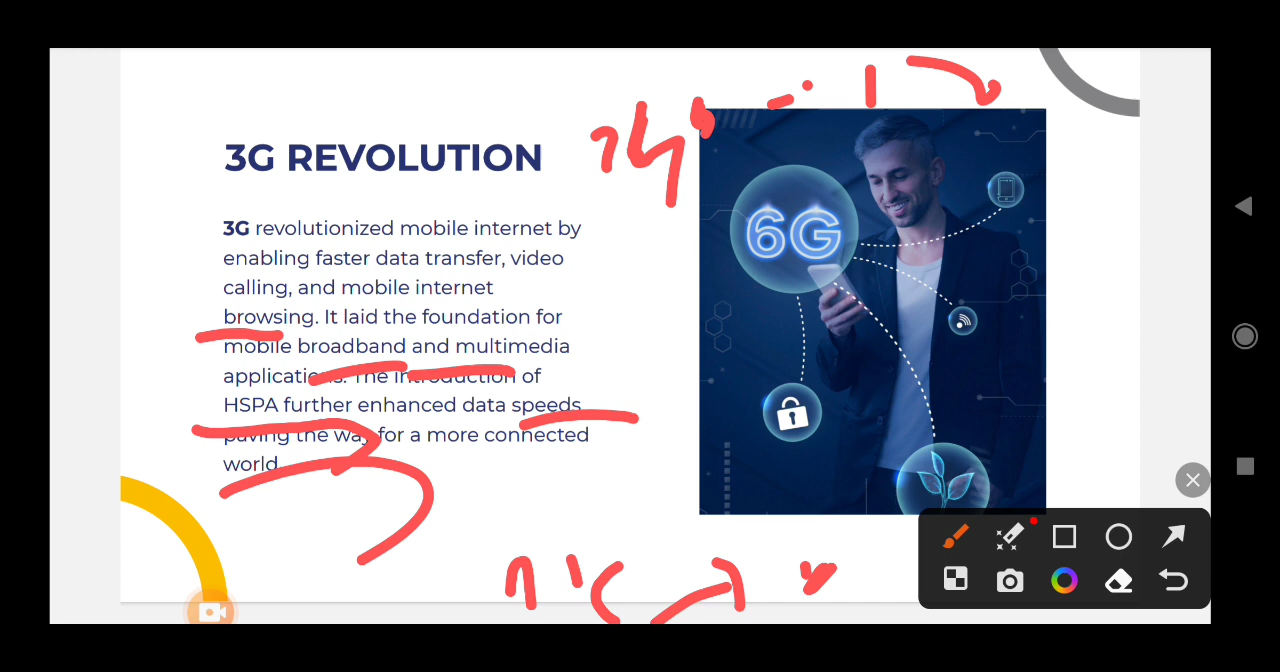 3G REVOLUTION
3G revolutionized mobile internet by
enabling faster data transfer, video
calling, and mobile internet
browsing. It laid the foundation for
mobile broadband and multimedia
applications. The introduction of
HSPA further enhanced data speeds
paving the way for a more connected
world.
6G